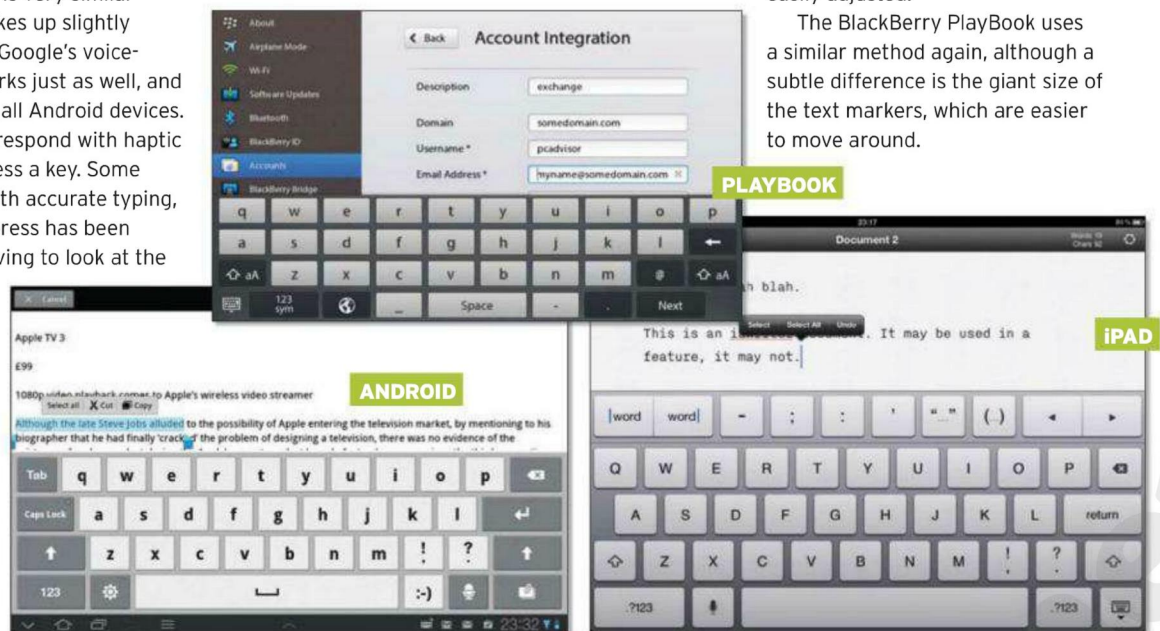 kes up slightly
Google's voice-
rks just as well, and
all Android devices.
respond with haptic
ess a key. Some
th accurate typing,
ress has been
ving to look at the
The BlackBerry PlayBook uses
a similar method again, although a
subtle difference is the giant size of
the text markers, which are easier
to move around.
About
Airplane Mode
Wi-Fi
Software Updates
Bluetooth
BlackBerry ID
Accounts
BlackBerry Bridge
Back
Account Integration
Description exchange
Domain somedomain.com
Username * pcadvisor
Email Address * myname@somedomain.com
q w e r t y u i o p
a s d f g h j k l
aA z x c v b n m @ aA
123 sym _ Space - . Next
PLAYBOOK
Cancel
Apple TV 3
£99
1080p video playback comes to Apple's wireless video streamer
Select all Cut Copy
Although the late Steve Jobs alluded to the possibility of Apple entering the television market, by mentioning to his
biographer that he had finally 'cracked' the problem of designing a television, there was no evidence of the
ANDROID
Tab q w e r t y u i o p
Caps Lock a s d f g h j k l
z x c v b n m ! , ? .
123 :-)
23:32
23:17
Document 2
h blah.
Select Select All Undo
This is an . It may be used in a
feature, it may not.
iPAD
word word - ; : ' "..." (..)
Q W E R T Y U I O P
A S D F G H J K L return
Z X C V B N M ! , ? .
.?123 .?123